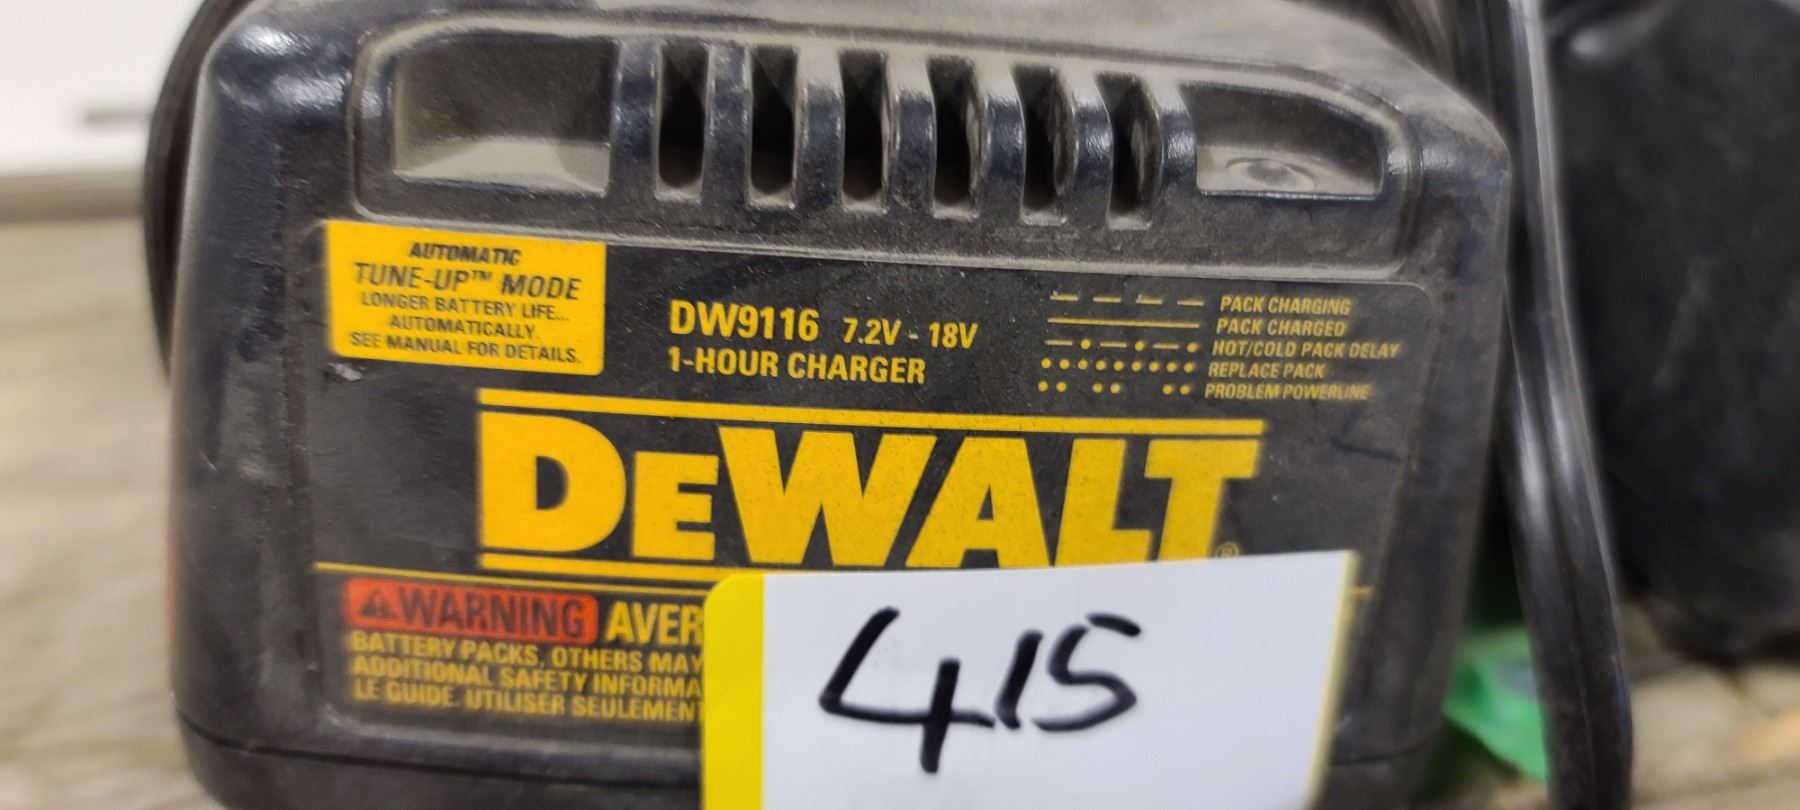 AUTOMATIC
TUNE-UP™ MODE
LONGER BATTERY LIFE...
AUTOMATICALLY.
SEE MANUAL FOR DETAILS.
DW9116 7.2V - 18V
1-HOUR CHARGER
PACK CHARGING
PACK CHARGED
HOT/COLD PACK DELAY
REPLACE PACK
PROBLEM POWERLINE
DEWALT®
WARNING AVER
BATTERY PACKS, OTHERS MAY
ADDITIONAL SAFETY INFORMA
LE GUIDE. UTILISER SEULEMEN
415